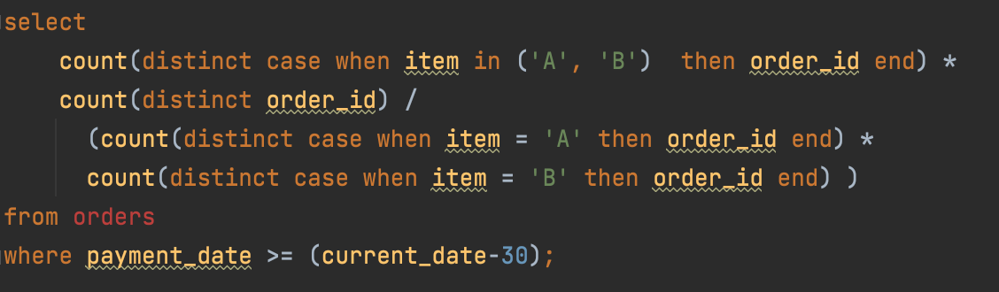 select
count(distinct case when item in ('A', 'B')  then order_id end) *
count(distinct order_id) /
(count(distinct case when item = 'A' then order_id end) *
count(distinct case when item = 'B' then order_id end) )
from orders
where payment_date >= (current_date-30);